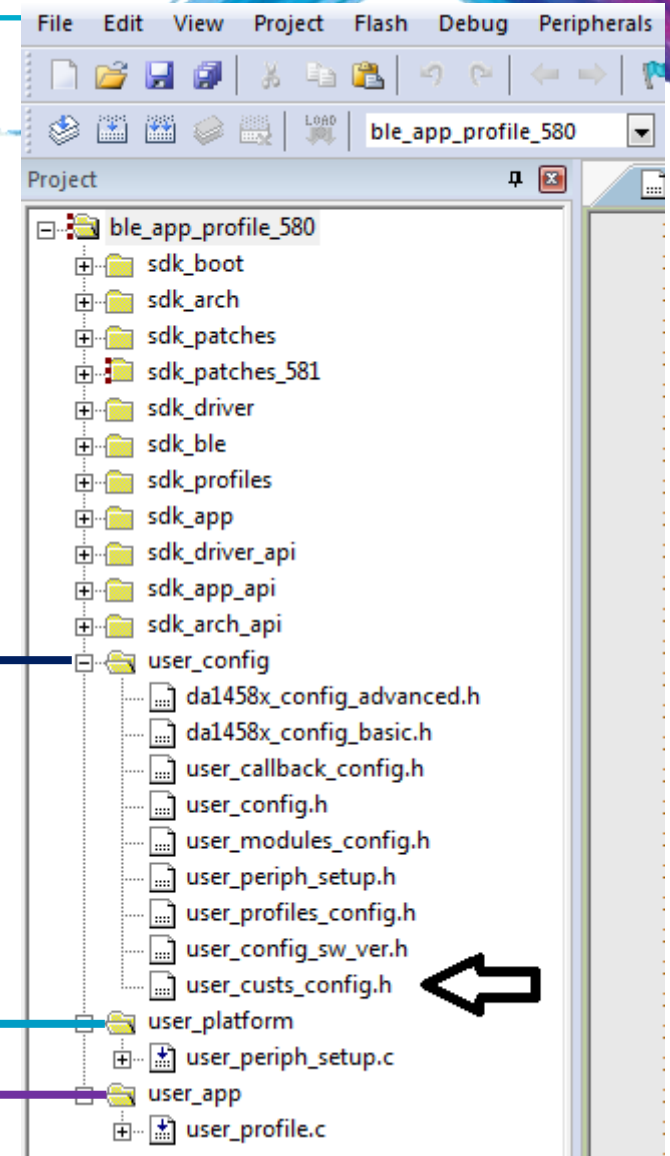 File Edit View Project Flash Debug Peripherals
LOAD ble_app_profile_580
Project
ble_app_profile_580
sdk_boot
sdk_arch
sdk_patches
sdk_patches_581
sdk_driver
sdk_ble
sdk_profiles
sdk_app
sdk_driver_api
sdk_app_api
sdk_arch_api
user_config
da1458x_config_advanced.h
da1458x_config_basic.h
user_callback_config.h
user_config.h
user_modules_config.h
user_periph_setup.h
user_profiles_config.h
user_config_sw_ver.h
user_custs_config.h
user_platform
user_periph_setup.c
user_app
user_profile.c